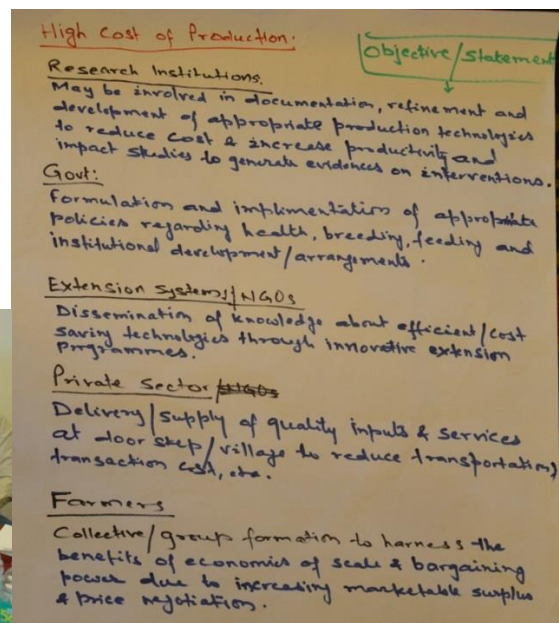 High Cost of Production.
Objective/Statement
Research Institutions.
May be involved in documentation, refinement and
development of appropriate production technologies
to reduce cost & increase productivity and
impact studies to generate evidences on interventions.
Govt:
Formulation and implmentation of appropriate
policies regarding health, breeding, feeding and
institutional development/arrangements.
Extension Systems/NGOs
Dissemination of knowledge about efficient/cost
saving technologies through innovative extension
prgrammes.
Private Sector/NGOs
Delivery/supply of quality inputs & services
at door step/village to reduce transportation,
transaction cost, etc.
Farmers
Collective/group formation to harness the
benefits of economics of scale & bargaining
power due to increasing marketable surplus
& price negotiation.